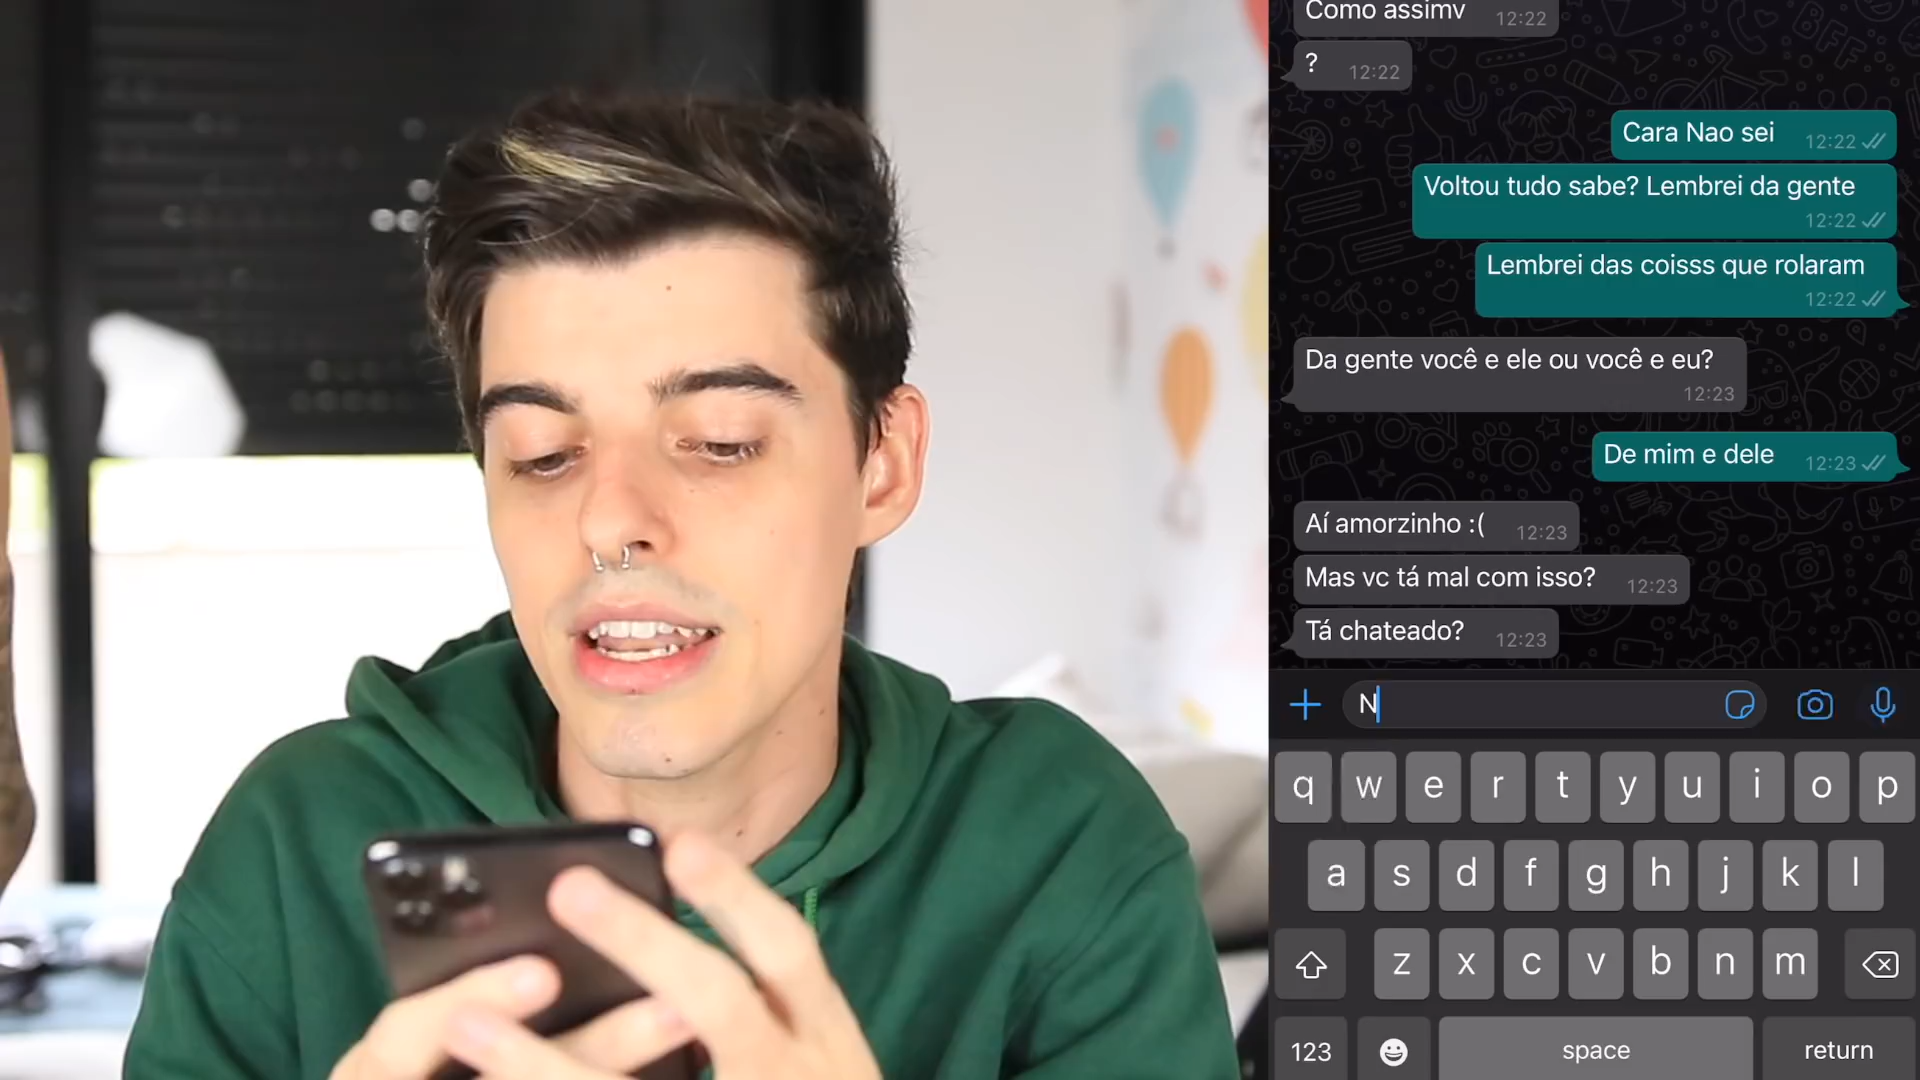 Como assimv 12:22
? 12:22
Cara Nao sei 12:22
Voltou tudo sabe? Lembrei da gente
12:22
Lembrei das coisss que rolaram
12:22
Da gente você e ele ou você e eu?
12:23
De mim e dele 12:23
Aí amorzinho :( 12:23
Mas vc tá mal com isso? 12:23
Tá chateado? 12:23
N
q w e r t y u i o p
a s d f g h j k l
z x c v b n m
123 space return